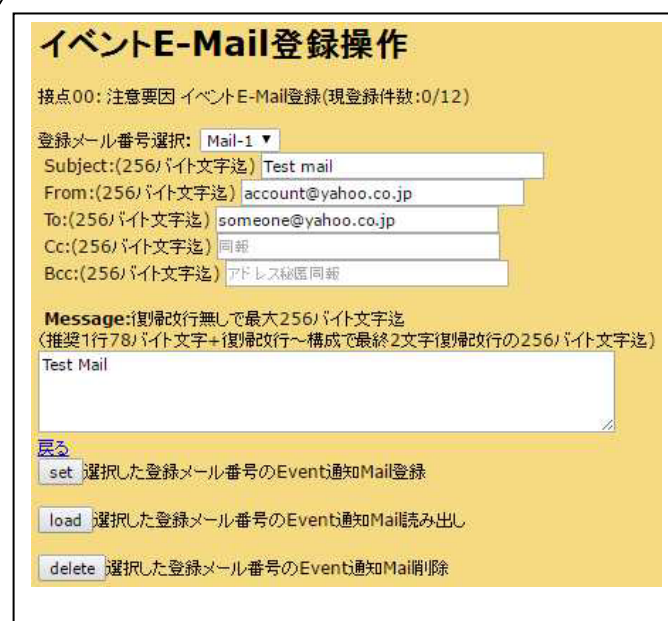 イベントE-Mail登録操作
接点00: 注意要因 イベントE-Mail登録(現登録件数:0/12)
登録メール番号選択: Mail-1 ▼
Subject:(256バイト文字迄) Test mail
From:(256バイト文字迄) account@yahoo.co.jp
To:(256バイト文字迄) someone@yahoo.co.jp
Cc:(256バイト文字迄) 同報
Bcc:(256バイト文字迄) アドレス秘匿同報
Message:復帰改行無しで最大256バイト文字迄
(推奨1行78バイト文字+復帰改行～構成で最終2文字復帰改行の256バイト文字迄)
Test Mail
戻る
set 選択した登録メール番号のEvent通知Mail登録
load 選択した登録メール番号のEvent通知Mail読み出し
delete 選択した登録メール番号のEvent通知Mail削除